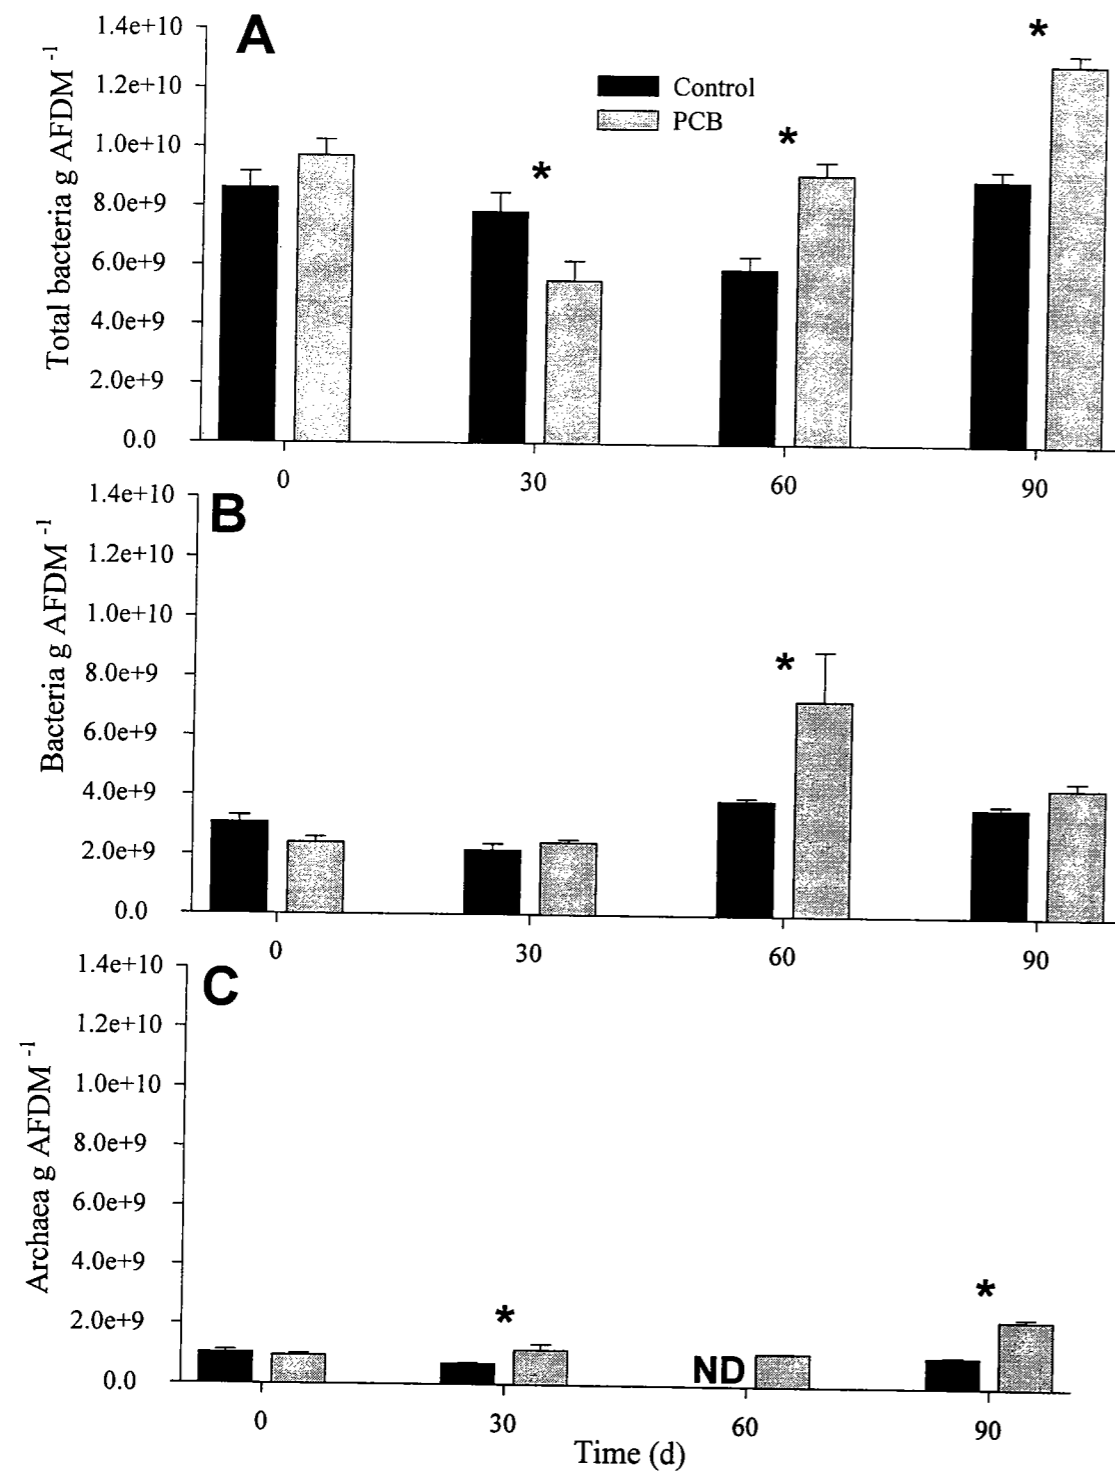 A
Total bacteria g AFDM -1
1.4e+10
1.2e+10
1.0e+10
8.0e+9
6.0e+9
4.0e+9
2.0e+9
0.0
Control
PCB
*
*
*
0 30 60 90
B
Bacteria g AFDM -1
1.4e+10
1.2e+10
1.0e+10
8.0e+9
6.0e+9
4.0e+9
2.0e+9
0.0
*
0 30 60 90
C
Archaea g AFDM -1
1.4e+10
1.2e+10
1.0e+10
8.0e+9
6.0e+9
4.0e+9
2.0e+9
0.0
*
ND
*
0 30 60 90
Time (d)